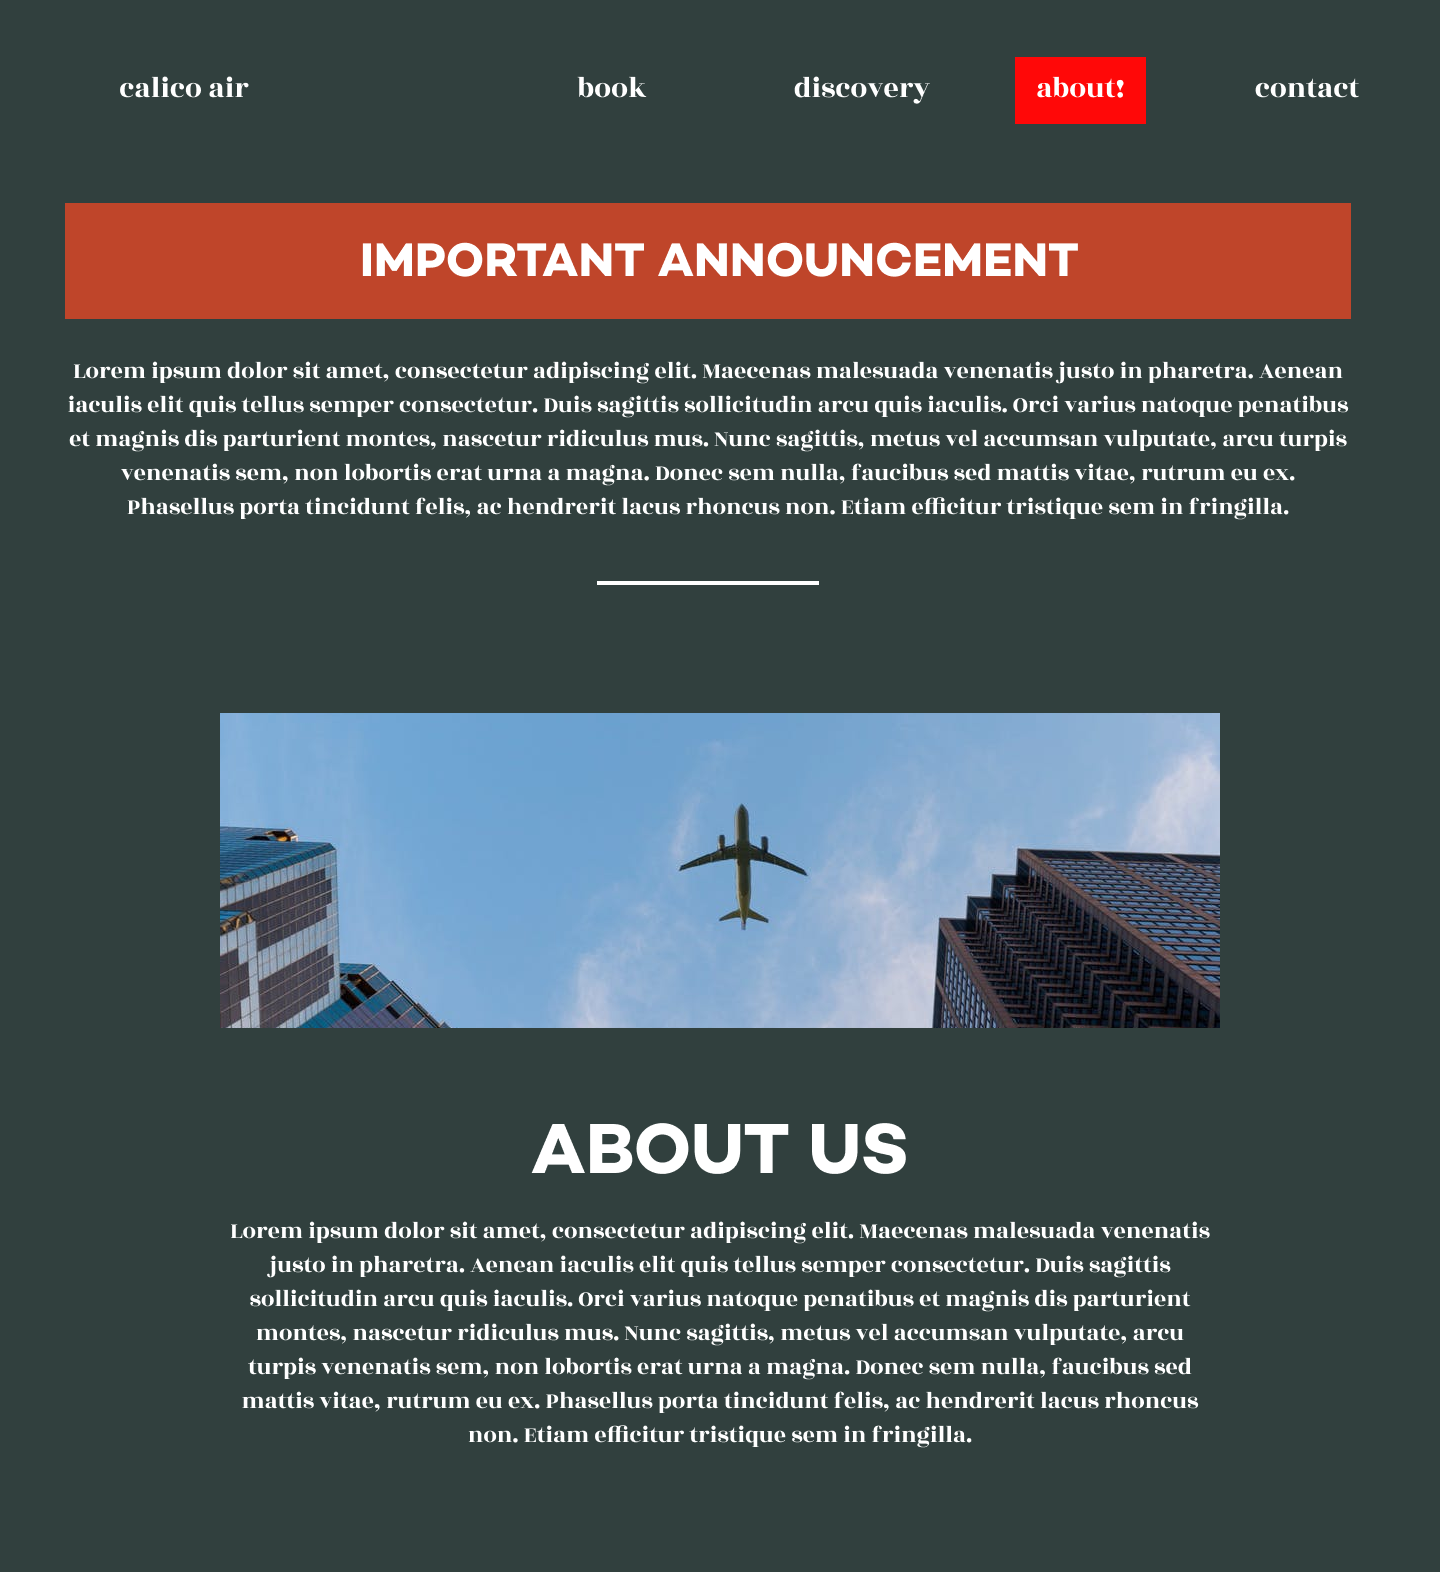 calico air
book
discovery
about!
contact
IMPORTANT ANNOUNCEMENT
Lorem ipsum dolor sit amet, consectetur adipiscing elit. Maecenas malesuada venenatis justo in pharetra. Aenean
iaculis elit quis tellus semper consectetur. Duis sagittis sollicitudin arcu quis iaculis. Orci varius natoque penatibus
et magnis dis parturient montes, nascetur ridiculus mus. Nunc sagittis, metus vel accumsan vulputate, arcu turpis
venenatis sem, non lobortis erat urna a magna. Donec sem nulla, faucibus sed mattis vitae, rutrum eu ex.
Phasellus porta tincidunt felis, ac hendrerit lacus rhoncus non. Etiam efficitur tristique sem in fringilla.
ABOUT US
Lorem ipsum dolor sit amet, consectetur adipiscing elit. Maecenas malesuada venenatis
justo in pharetra. Aenean iaculis elit quis tellus semper consectetur. Duis sagittis
sollicitudin arcu quis iaculis. Orci varius natoque penatibus et magnis dis parturient
montes, nascetur ridiculus mus. Nunc sagittis, metus vel accumsan vulputate, arcu
turpis venenatis sem, non lobortis erat urna a magna. Donec sem nulla, faucibus sed
mattis vitae, rutrum eu ex. Phasellus porta tincidunt felis, ac hendrerit lacus rhoncus
non. Etiam efficitur tristique sem in fringilla.